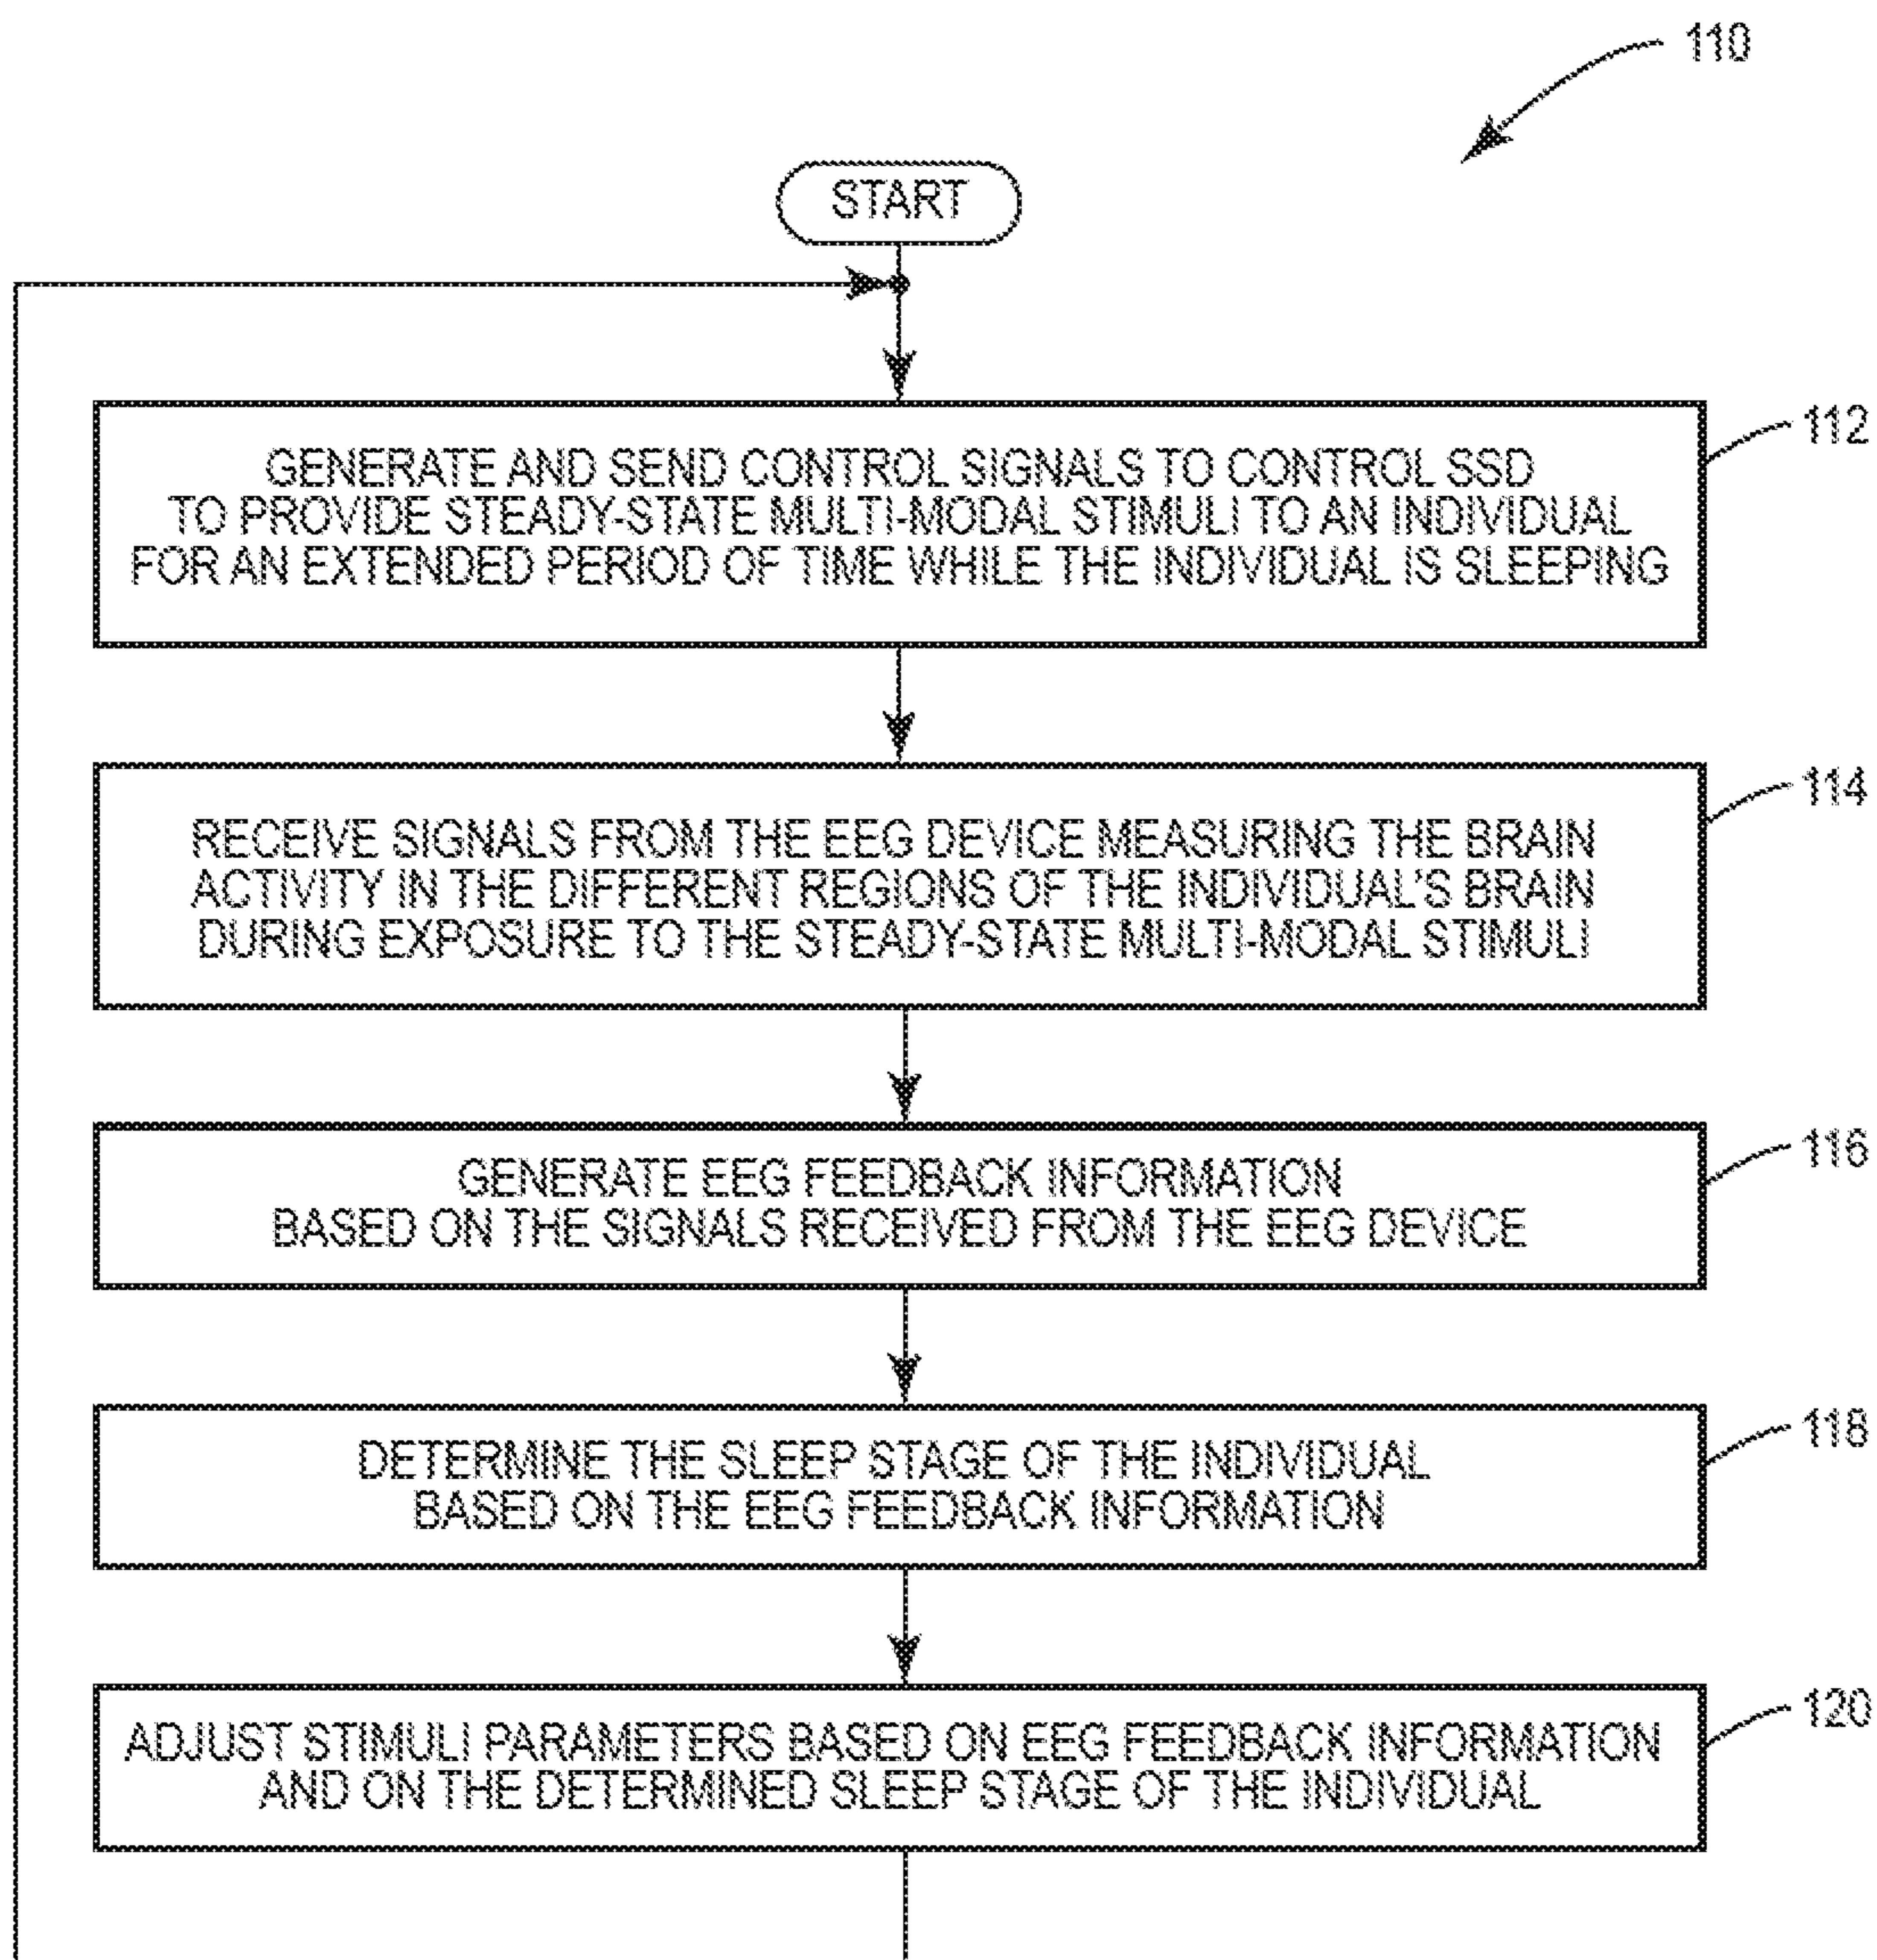 110
START
GENERATE AND SEND CONTROL SIGNALS TO CONTROL SSD
TO PROVIDE STEADY-STATE MULTI-MODAL STIMULI TO AN INDIVIDUAL
FOR AN EXTENDED PERIOD OF TIME WHILE THE INDIVIDUAL IS SLEEPING
112
RECEIVE SIGNALS FROM THE EEG DEVICE MEASURING THE BRAIN
ACTIVITY IN THE DIFFERENT REGIONS OF THE INDIVIDUAL'S BRAIN
DURING EXPOSURE TO THE STEADY-STATE MULTI-MODAL STIMULI
114
GENERATE EEG FEEDBACK INFORMATION
BASED ON THE SIGNALS RECEIVED FROM THE EEG DEVICE
116
DETERMINE THE SLEEP STAGE OF THE INDIVIDUAL
BASED ON THE EEG FEEDBACK INFORMATION
118
ADJUST STIMULI PARAMETERS BASED ON EEG FEEDBACK INFORMATION
AND ON THE DETERMINED SLEEP STAGE OF THE INDIVIDUAL
120